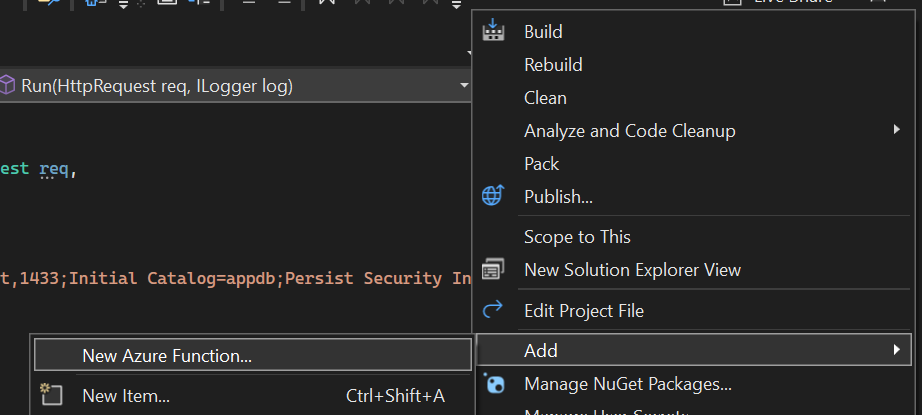 Live Share
Build
Rebuild
Run(HttpRequest req, ILogger log)
Clean
Analyze and Code Cleanup
Pack
est req,
Publish...
Scope to This
New Solution Explorer View
t,1433;Initial Catalog=appdb;Persist Security In
Edit Project File
Add
New Azure Function...
Manage NuGet Packages...
New Item... Ctrl+Shift+A